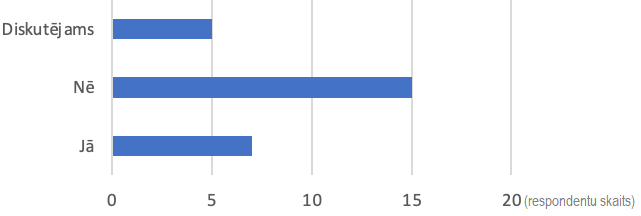 Diskutējams
Nē
Jā
0 5 10 15 20 (respondentu skaits)